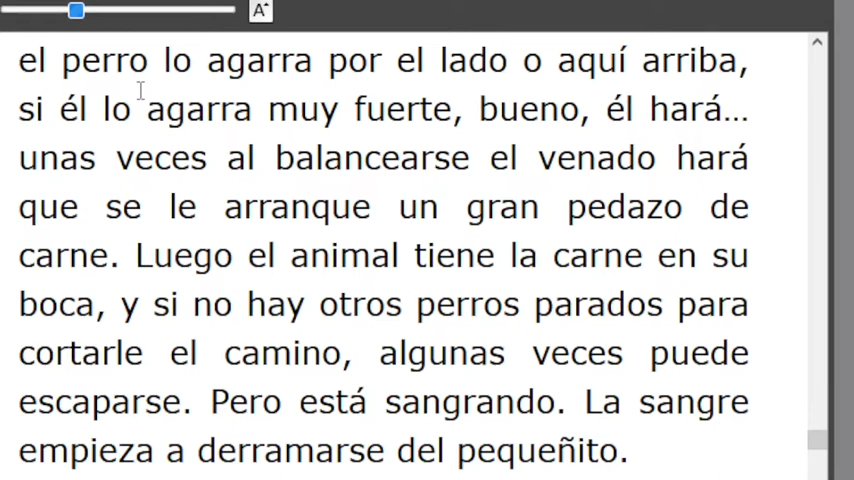 A
el perro lo agarra por el lado o aquí arriba,
si él lo agarra muy fuerte, bueno, él hará...
unas veces al balancearse el venado hará
que se le arranque un gran pedazo de
carne. Luego el animal tiene la carne en su
boca, y si no hay otros perros parados para
cortarle el camino, algunas veces puede
escaparse. Pero está sangrando. La sangre
empieza a derramarse del pequeñito.